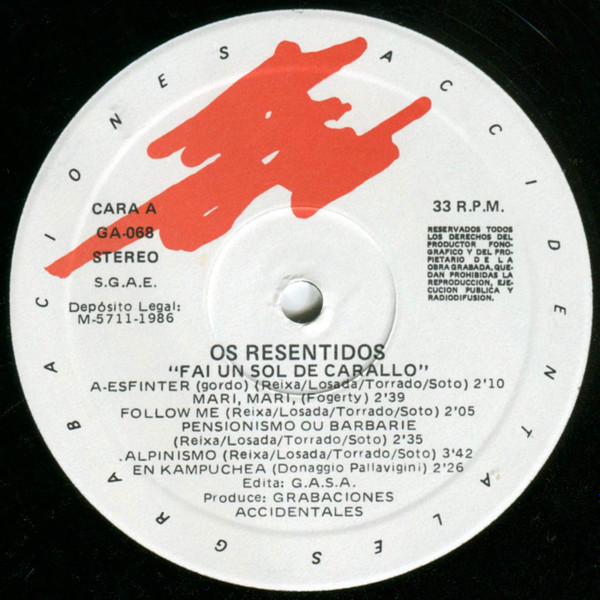 GRABACIONES ACCIDENTALES
CARA A
GA-068
STEREO
S.G.A.E.
Depósito Legal:
M-5711-1986
33 R.P.M.
RESERVADOS TODOS
LOS DERECHOS DEL
PRODUCTOR FONO-
GRAFICO Y DEL PRO-
PIETARIO DE LA
OBRA GRABADA, QUE-
DAN PROHIBIDAS LA
REPRODUCCION, EJE-
CUCION PUBLICA Y
RADIODIFUSION.
OS RESENTIDOS
"FAI UN SOL DE CARALLO"
A-ESFINTER (gordo) (Reixa/Losada/Torrado/Soto) 2'10
MARI, MARI, (Fogerty) 2'39
FOLLOW ME (Reixa/Losada/Torrado/Soto) 2'05
PENSIONISMO OU BARBARIE
(Reixa/Losada/Torrado/Soto) 2'35
.ALPINISMO (Reixa/Losada/Torrado/Soto) 3'42
EN KAMPUCHEA (Donaggio Pallavigini) 2'26
Edita: G.A.S.A.
Produce: GRABACIONES
ACCIDENTALES